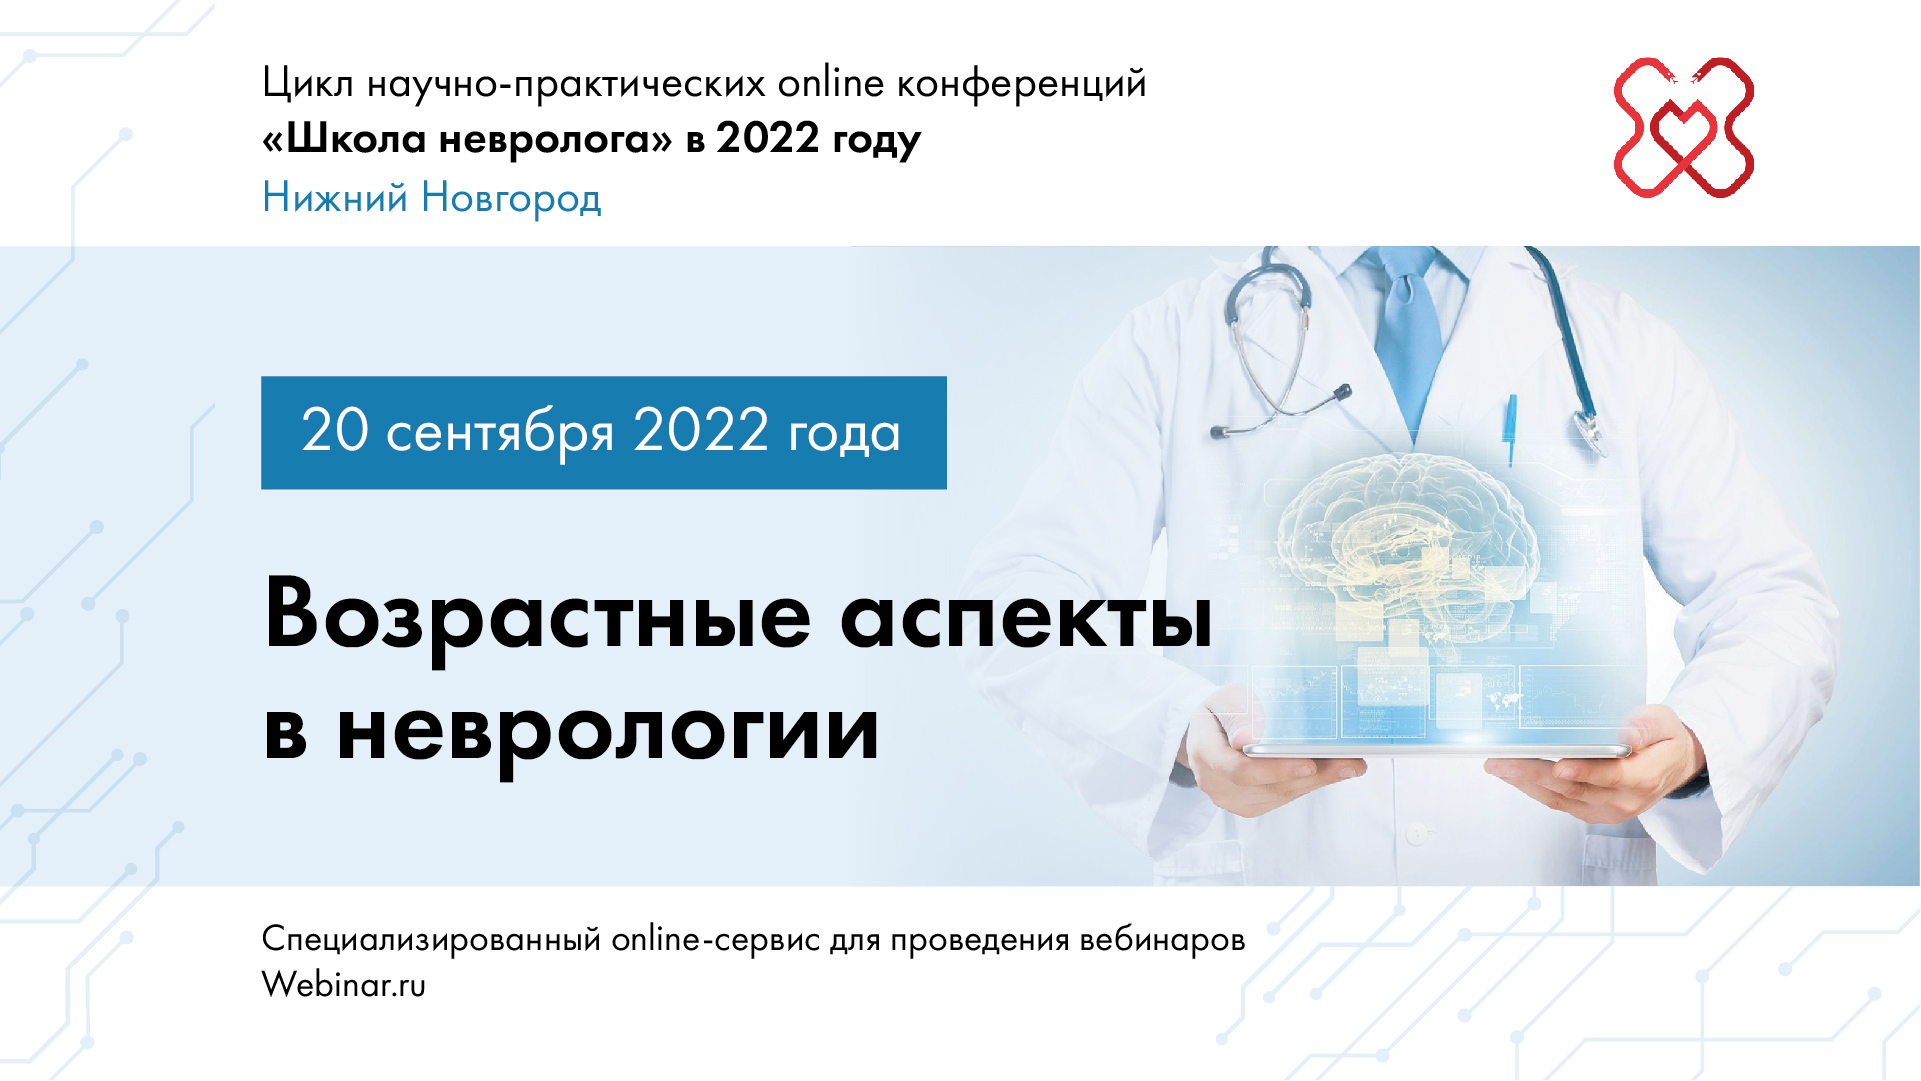 Цикл научно-практических online конференций
«Школа невролога» в 2022 году
Нижний Новгород
20 сентября 2022 года
Возрастные аспекты
в неврологии
Специализированный online-сервис для проведения вебинаров
Webinar.ru